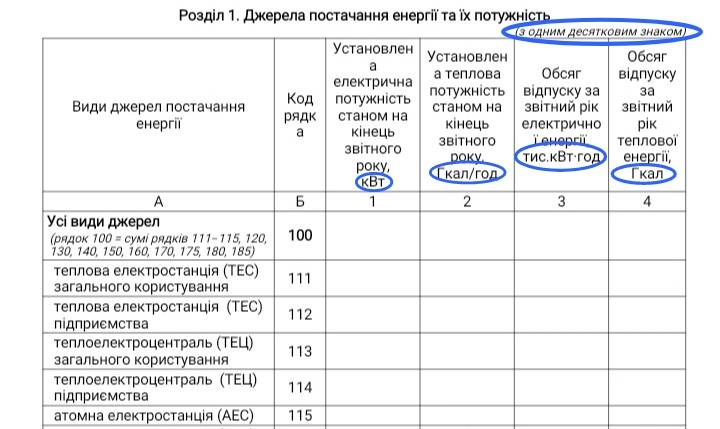 Розділ 1. Джерела постачання енергії та їх потужність
(з одним десятковим знаком)
Види джерел постачання
енергії
Код
рядк
а
Установлен
а
електрична
потужність
станом на
кінець
звітного
року,
кВт
Установлен
а теплова
потужність
станом на
кінець
звітного
року,
Гкал/год
Обсяг
відпуску за
звітний рік
електрично
ї енергії
тис.кВт·год
Обсяг
відпуску
за
звітний
рік
теплової
енергії,
Гкал
А Б 1 2 3 4
Усі види джерел
(рядок 100 = сумі рядків 111–115, 120,
130, 140, 150, 160, 170, 175, 180, 185)
100
теплова електростанція (ТЕС)
загального користування
111
теплова електростанція (ТЕС)
підприємства
112
теплоелектроцентраль (ТЕЦ)
загального користування
113
теплоелектроцентраль (ТЕЦ)
підприємства
114
атомна електростанція (АЕС) 115